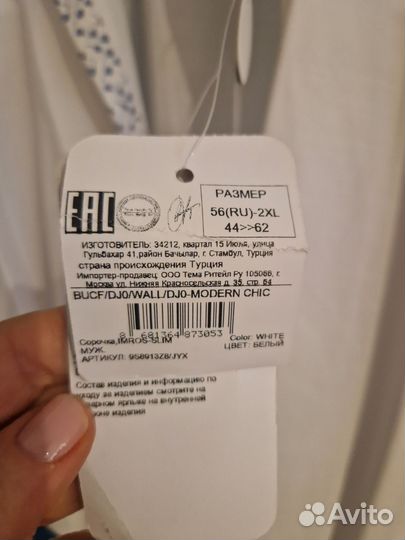 EAC
РАЗМЕР
56(RU)-2XL
44>>62
ИЗГОТОВИТЕЛЬ: 34212, квартал 15 Июля, улица
Гульбахар 41,район Бачылар, г. Стамбул, Турция
страна происхождения Турция
Импортер-продавец, ООО Тема Ритейл Ру 105066, г.
Москва ул. Нижняя Красносельская д. 35, стр. 64
BUCF/DJ0/WALL/DJ0-MODERN CHIC
8 681364 873053
Сорочка,IMROS-SLIM
Color: WHITE
МУЖ.
ЦВЕТ: БЕЛЫЙ
АРТИКУЛ: 958913Z8/JYX
Состав изделия и информацию по
уходу за изделием смотрите на
товарном ярлыке на внутренней
стороне изделия
Avito